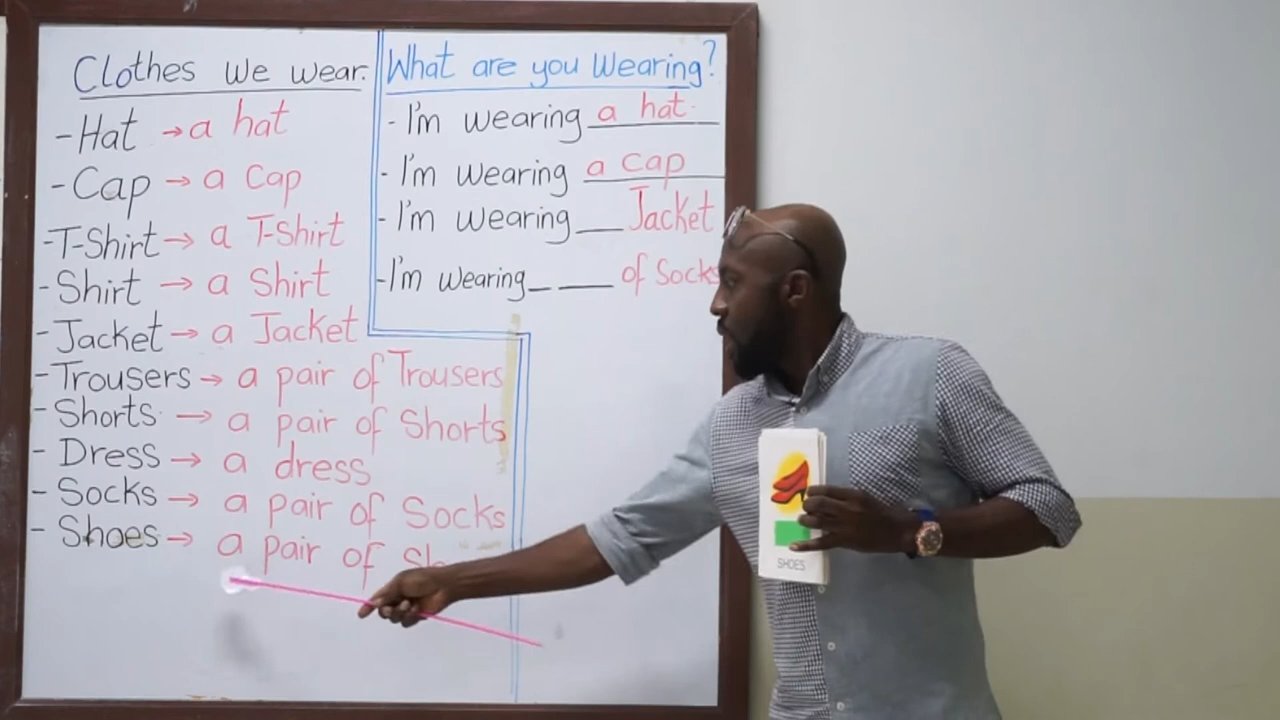 Clothes we wear.
- Hat → a hat
- Cap → a Cap
- T-Shirt → a T-Shirt
- Shirt → a Shirt
- Jacket → a Jacket
- Trousers → a pair of Trousers
- Shorts → a pair of Shorts
- Dress → a dress
- Socks → a pair of Socks
- Shoes → a pair of
What are you Wearing?
- I'm wearing a hat.
- I'm wearing a cap
- I'm wearing __ Jacket
- I'm wearing _ ___ of Socks
SHOES